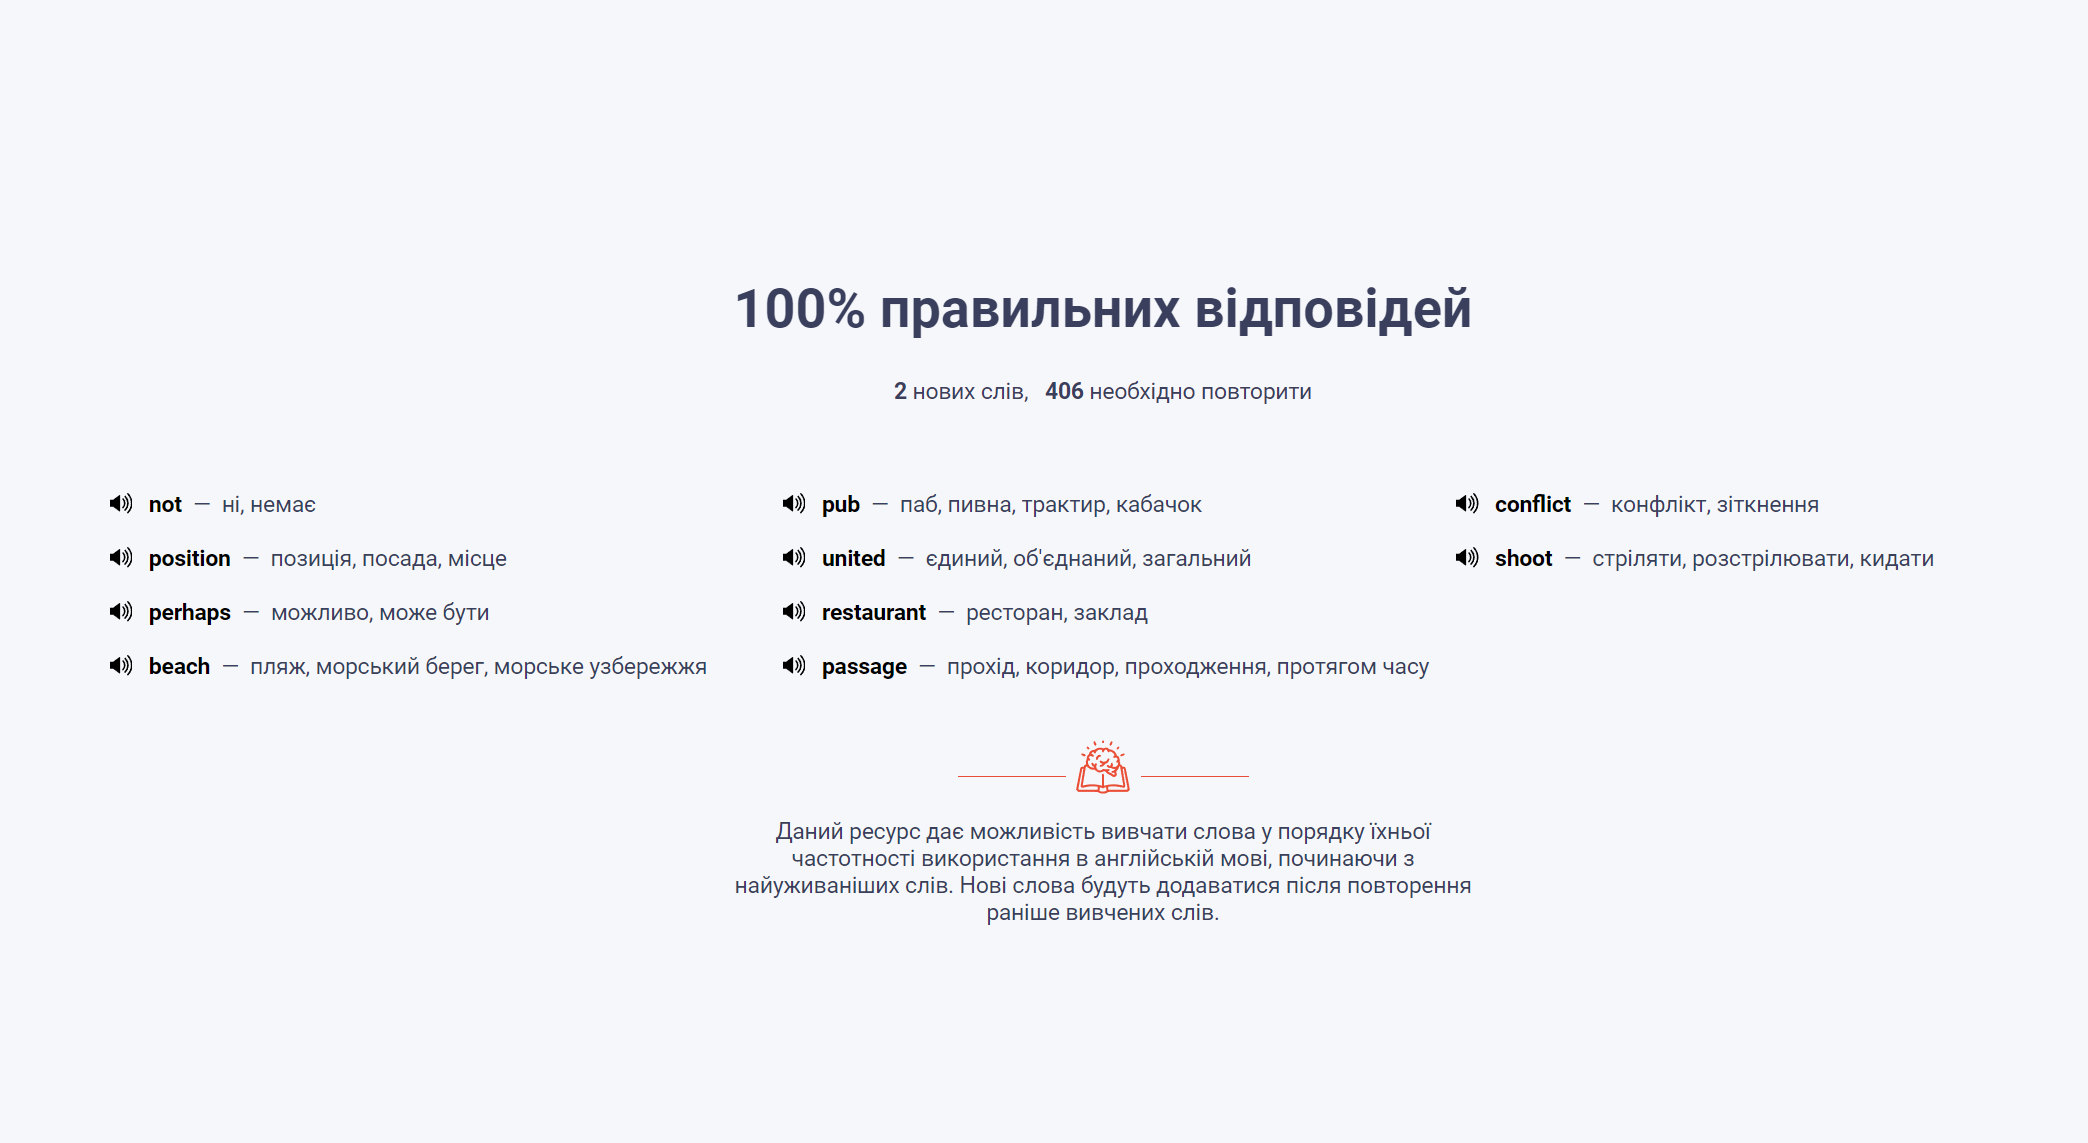 100% правильних відповідей
2 нових слів, 406 необхідно повторити
not — ні, немає
position — позиція, посада, місце
perhaps — можливо, може бути
beach — пляж, морський берег, морське узбережжя
pub — паб, пивна, трактир, кабачок
united — єдиний, об'єднаний, загальний
restaurant — ресторан, заклад
passage — прохід, коридор, проходження, протягом часу
conflict — конфлікт, зіткнення
shoot — стріляти, розстрілювати, кидати
Даний ресурс дає можливість вивчати слова у порядку їхньої
частотності використання в англійській мові, починаючи з
найуживаніших слів. Нові слова будуть додаватися після повторення
раніше вивчених слів.